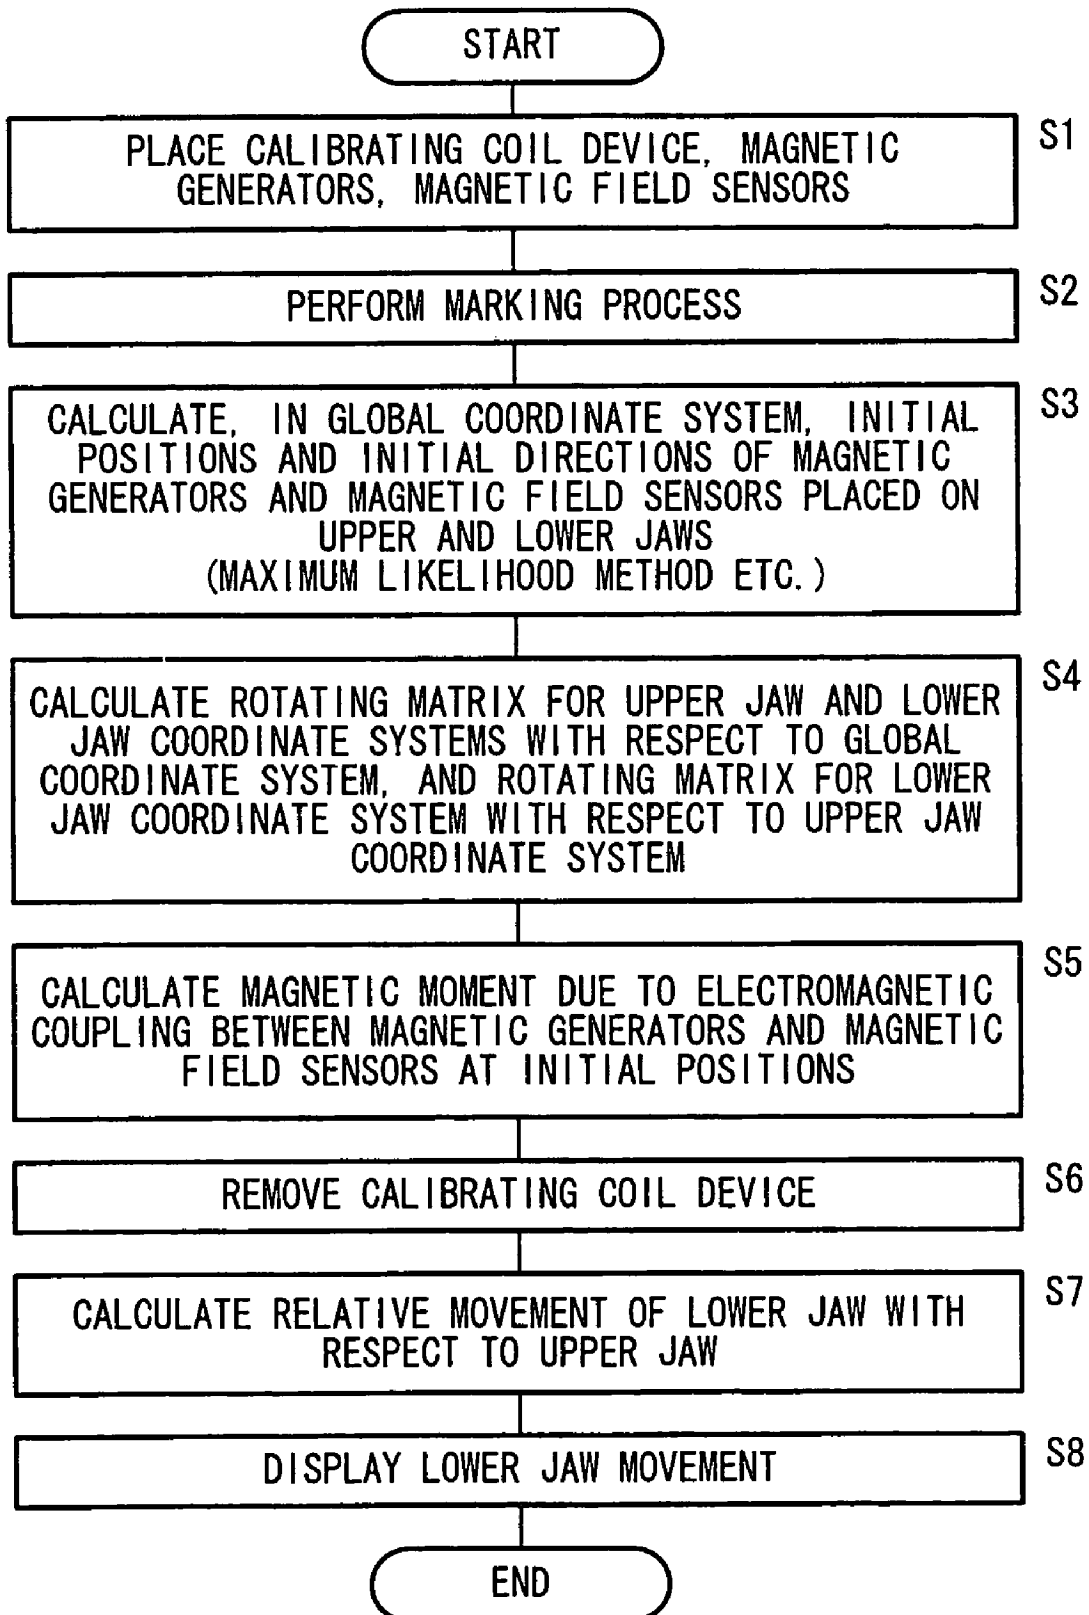 START
S1
PLACE CALIBRATING COIL DEVICE, MAGNETIC
GENERATORS, MAGNETIC FIELD SENSORS
S2
PERFORM MARKING PROCESS
S3
CALCULATE, IN GLOBAL COORDINATE SYSTEM, INITIAL
POSITIONS AND INITIAL DIRECTIONS OF MAGNETIC
GENERATORS AND MAGNETIC FIELD SENSORS PLACED ON
UPPER AND LOWER JAWS
(MAXIMUM LIKELIHOOD METHOD ETC.)
S4
CALCULATE ROTATING MATRIX FOR UPPER JAW AND LOWER
JAW COORDINATE SYSTEMS WITH RESPECT TO GLOBAL
COORDINATE SYSTEM, AND ROTATING MATRIX FOR LOWER
JAW COORDINATE SYSTEM WITH RESPECT TO UPPER JAW
COORDINATE SYSTEM
S5
CALCULATE MAGNETIC MOMENT DUE TO ELECTROMAGNETIC
COUPLING BETWEEN MAGNETIC GENERATORS AND MAGNETIC
FIELD SENSORS AT INITIAL POSITIONS
S6
REMOVE CALIBRATING COIL DEVICE
S7
CALCULATE RELATIVE MOVEMENT OF LOWER JAW WITH
RESPECT TO UPPER JAW
S8
DISPLAY LOWER JAW MOVEMENT
END